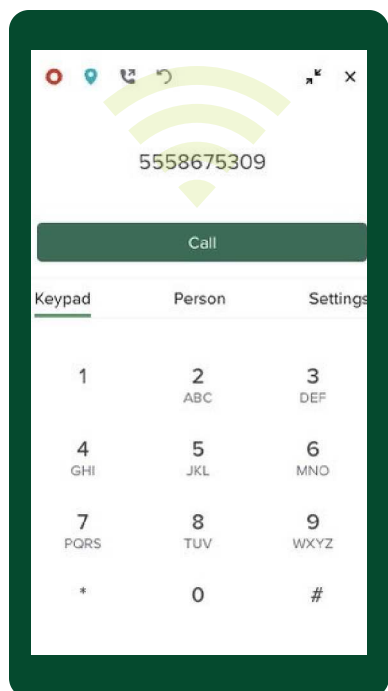 5558675309
Call
Keypad Person Settings
1 2 3
ABC DEF
4 5 6
GHI JKL MNO
7 8 9
PQRS TUV WXYZ
* 0 #